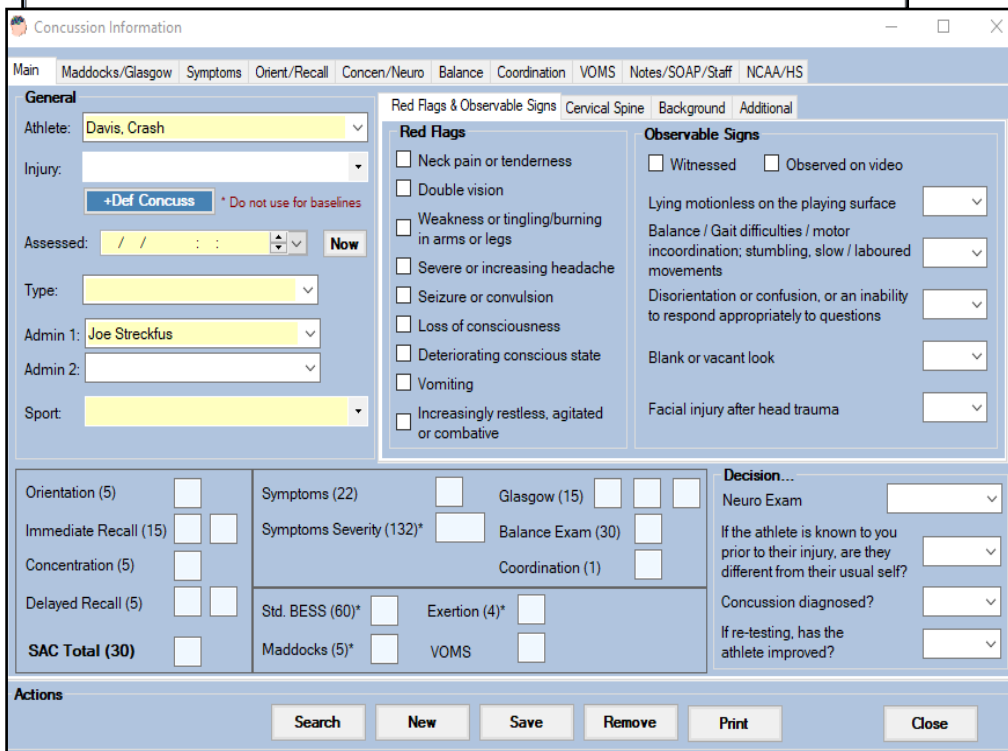 Concussion Information
Main Maddocks/Glasgow Symptoms Orient/Recall Concen/Neuro Balance Coordination VOMS Notes/SOAP/Staff NCAA/HS
General
Athlete: Davis, Crash
Injury:
+Def Concuss * Do not use for baselines
Assessed: / / : : Now
Type:
Admin 1: Joe Streckfus
Admin 2:
Sport:
Red Flags & Observable Signs Cervical Spine Background Additional
Red Flags
Neck pain or tenderness
Double vision
Weakness or tingling/burning
in arms or legs
Severe or increasing headache
Seizure or convulsion
Loss of consciousness
Deteriorating conscious state
Vomiting
Increasingly restless, agitated
or combative
Observable Signs
Witnessed Observed on video
Lying motionless on the playing surface
Balance / Gait difficulties / motor
incoordination; stumbling, slow / laboured
movements
Disorientation or confusion, or an inability
to respond appropriately to questions
Blank or vacant look
Facial injury after head trauma
Orientation (5)
Immediate Recall (15)
Concentration (5)
Delayed Recall (5)
SAC Total (30)
Symptoms (22)
Symptoms Severity (132)*
Glasgow (15)
Balance Exam (30)
Coordination (1)
Std. BESS (60)* Exertion (4)*
Maddocks (5)* VOMS
Decision...
Neuro Exam
If the athlete is known to you
prior to their injury, are they
different from their usual self?
Concussion diagnosed?
If re-testing, has the
athlete improved?
Actions
Search New Save Remove Print Close